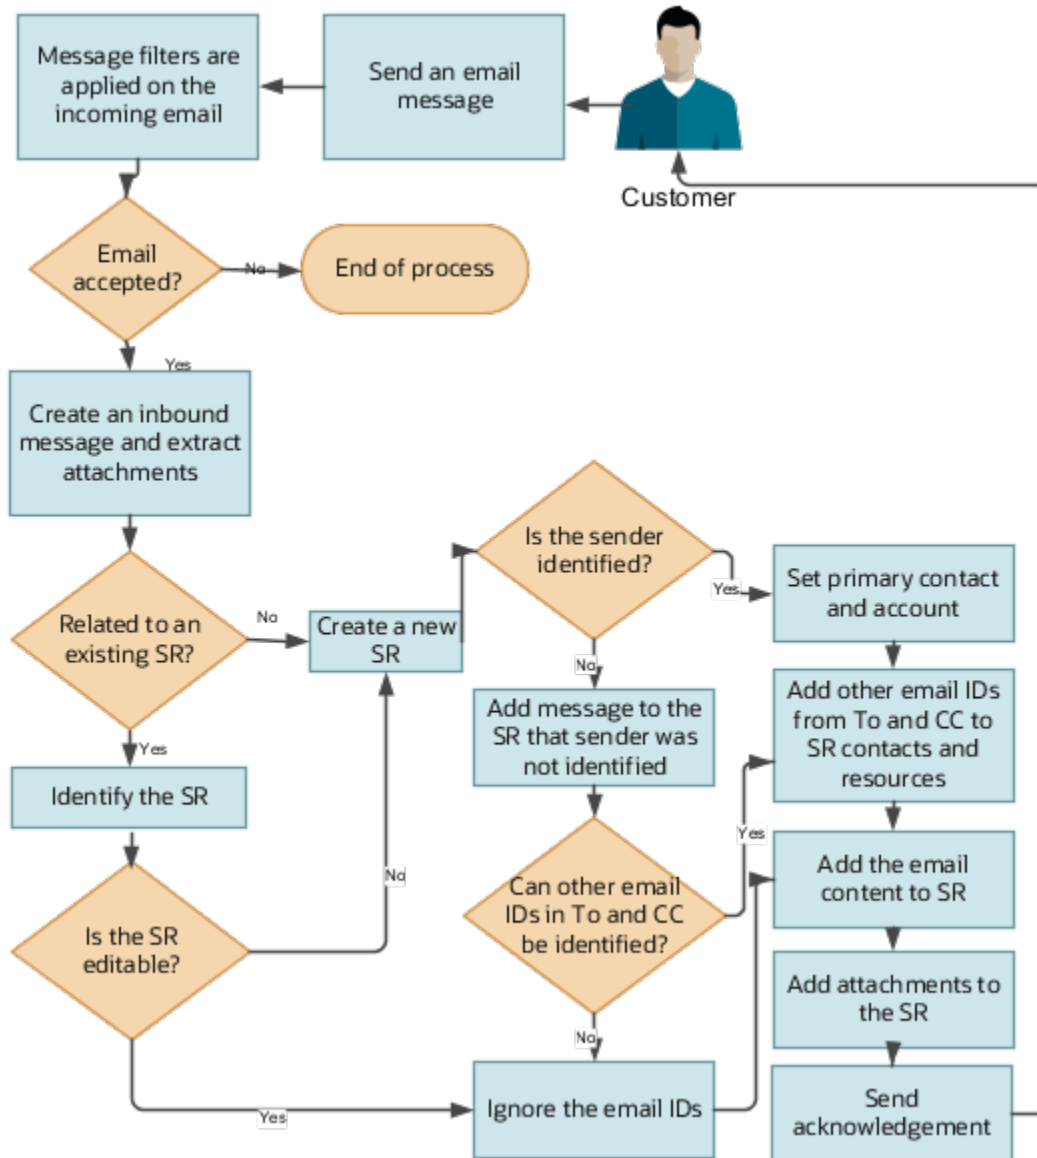 Message filters are
applied on the
incoming email
Send an email
message
Customer
Email
accepted?
No
End of process
Yes
Create an inbound
message and extract
attachments
Related to an
existing SR?
No
Create a new
SR
Is the sender
identified?
Yes
Set primary contact
and account
No
Add message to the
SR that sender was
not identified
Add other email IDs
from To and CC to
SR contacts and
resources
Yes
Identify the SR
Yes
Can other email
IDs in To and CC
be identified?
Add the email
content to SR
No
Is the SR
editable?
Add attachments to
the SR
No
Yes
Ignore the email IDs
Send
acknowledgement